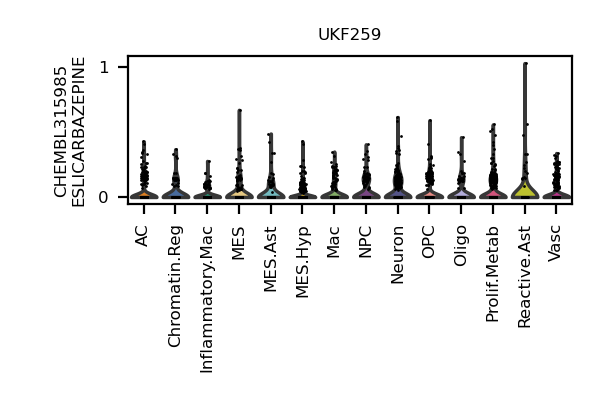 UKF259
CHEMBL315985
ESLICARBAZEPINE
1
0
AC
Chromatin.Reg
Inflammatory.Mac
MES
MES.Ast
MES.Hyp
Mac
NPC
Neuron
OPC
Oligo
Prolif.Metab
Reactive.Ast
Vasc